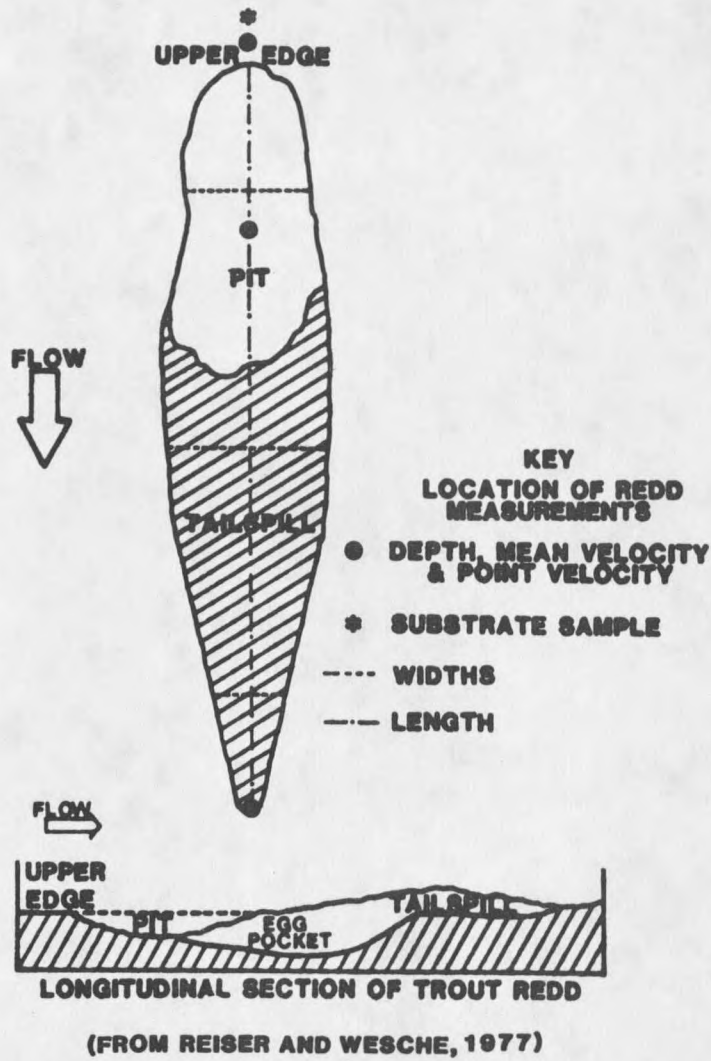 *
UPPER EDGE
PIT
FLOW
TAILSPILL
KEY
LOCATION OF REDD
MEASUREMENTS
DEPTH, MEAN VELOCITY
& POINT VELOCITY
* SUBSTRATE SAMPLE
WIDTHS
LENGTH
FLOW
UPPER
EDGE
PIT
EGG
POCKET
TAILSPILL
LONGITUDINAL SECTION OF TROUT REDD
(FROM REISER AND WESCHE, 1977)